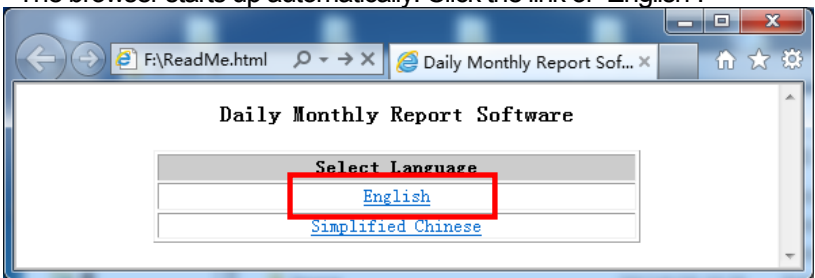 The browser starts up automatically. Click the link of "English".
F:\ReadMe.html
Daily Monthly Report Sof...
Daily Monthly Report Software
Select Language
English
Simplified Chinese